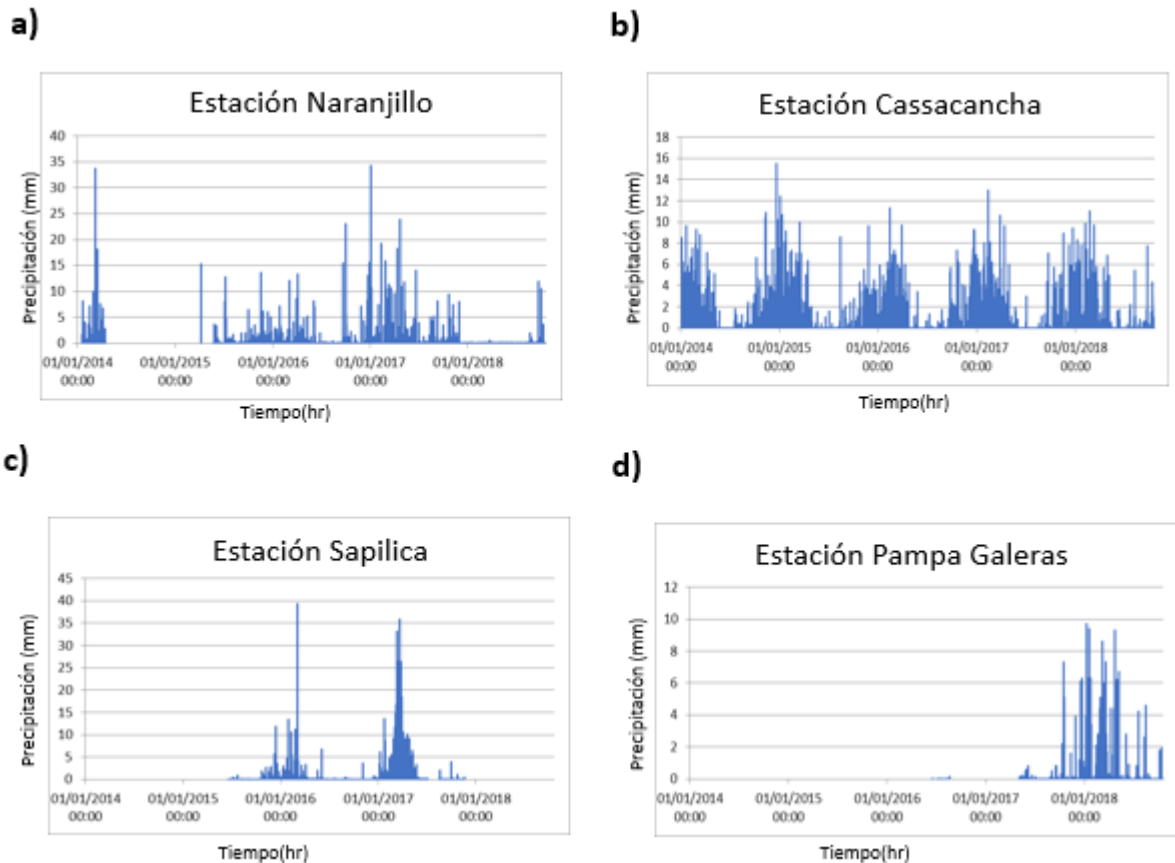 a)
Estación Naranjillo
Precipitación (mm)
40
35
30
25
20
15
10
5
0
01/01/2014 01/01/2015 01/01/2016 01/01/2017 01/01/2018
00:00 00:00 00:00 00:00 00:00
Tiempo(hr)
b)
Estación Cassacancha
Precipitación (mm)
18
16
14
12
10
8
6
4
2
0
01/01/2014 01/01/2015 01/01/2016 01/01/2017 01/01/2018
00:00 00:00 00:00 00:00 00:00
Tiempo(hr)
c)
Estación Sapilica
Precipitación (mm)
45
40
35
30
25
20
15
10
5
0
01/01/2014 01/01/2015 01/01/2016 01/01/2017 01/01/2018
00:00 00:00 00:00 00:00 00:00
Tiempo(hr)
d)
Estación Pampa Galeras
Precipitación (mm)
12
10
8
6
4
2
0
01/01/2014 01/01/2015 01/01/2016 01/01/2017 01/01/2018
00:00 00:00 00:00 00:00 00:00
Tiempo(hr)